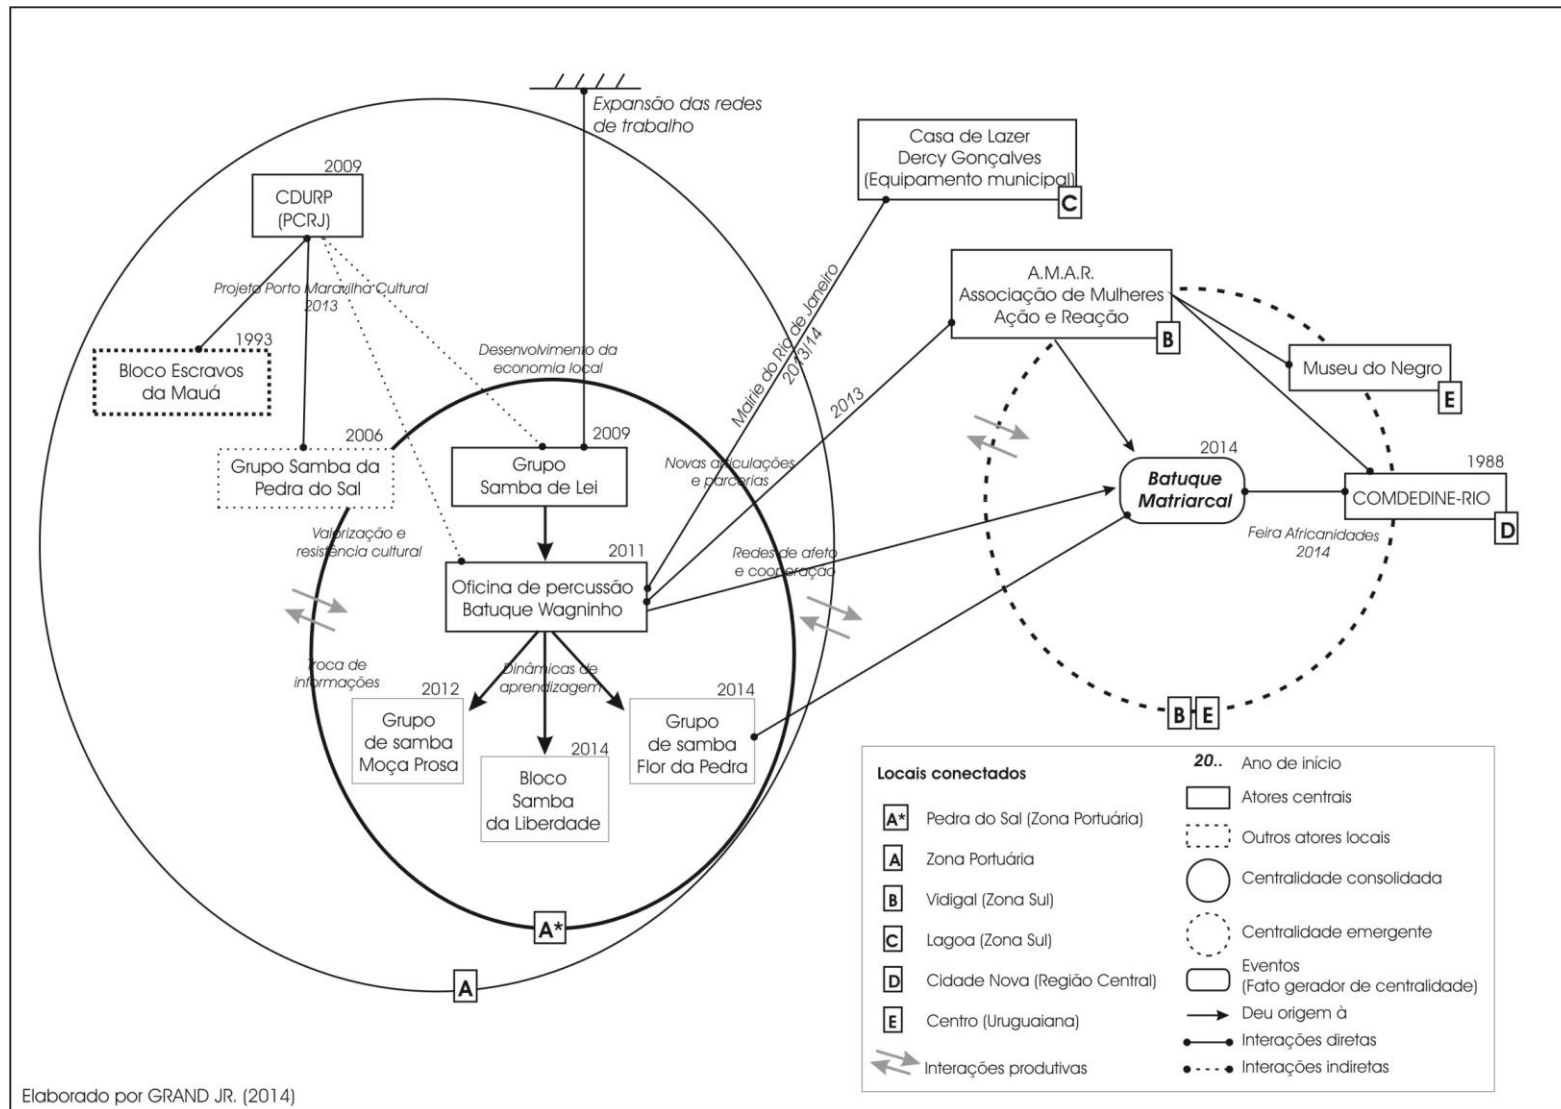 Expansão das redes
de trabalho
2009
CDURP
(PCRJ)
Projeto Porto Maravilha Cultural
2013
1993
Bloco Escravos
da Mauá
2006
Grupo Samba da
Pedra do Sal
Desenvolvimento da
economia local
2009
Grupo
Samba de Lei
Valorização e
resistência cultural
2011
Oficina de percussão
Batuque Wagninho
Troca de
informações
Dinâmicas de
aprendizagem
2012
Grupo
de samba
Moça Prosa
2014
Bloco
Samba
da Liberdade
2014
Grupo
de samba
Flor da Pedra
A*
A
Casa de Lazer
Dercy Gonçalves
(Equipamento municipal)
C
Mairie do Rio de Janeiro
2013/14
2013
Novas articulações
e parcerias
Redes de afeto
e cooperação
A.M.A.R.
Associação de Mulheres
Ação e Reação
B
Museu do Negro
E
2014
Batuque
Matriarcal
1988
COMDEDINE-RIO
D
Feira Africanidades
2014
B E
Locais conectados
A* Pedra do Sal (Zona Portuária)
A Zona Portuária
B Vidigal (Zona Sul)
C Lagoa (Zona Sul)
D Cidade Nova (Região Central)
E Centro (Uruguaiana)
Interações produtivas
20.. Ano de início
Atores centrais
Outros atores locais
Centralidade consolidada
Centralidade emergente
Eventos
(Fato gerador de centralidade)
Deu origem à
Interações diretas
Interações indiretas
Elaborado por GRAND JR. (2014)